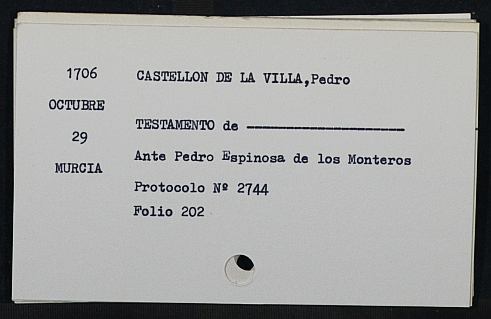 1706 CASTELLON DE LA VILLA,Pedro
OCTUBRE
29 TESTAMENTO de ----------------------
MURCIA Ante Pedro Espinosa de los Monteros
Protocolo Nº 2744
Folio 202